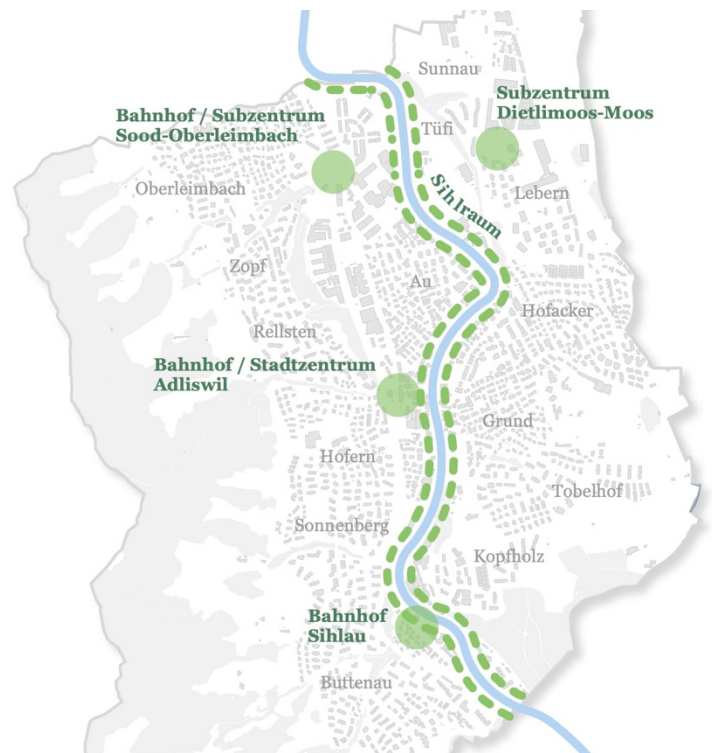 Sunnau
Subzentrum
Dietlimoos-Moos
Bahnhof / Subzentrum
Sood-Oberleimbach
Tüfi
Oberleimbach
Lebern
Sihlraum
Zopf
Au
Hofacker
Rellsten
Bahnhof / Stadtzentrum
Adliswil
Grund
Hofern
Tobelhof
Sonnenberg
Kopfholz
Bahnhof
Sihlau
Buttenau